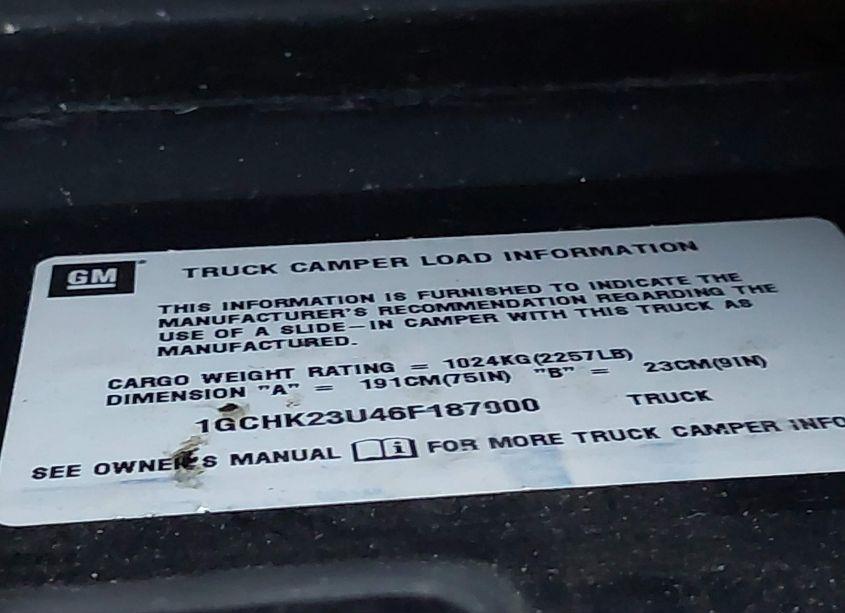 GM TRUCK CAMPER LOAD INFORMATION
THIS INFORMATION IS FURNISHED TO INDICATE THE
MANUFACTURER'S RECOMMENDATION REGARDING THE
USE OF A SLIDE-IN CAMPER WITH THIS TRUCK AS
MANUFACTURED.
CARGO WEIGHT RATING = 1024KG(2257LB)
DIMENSION "A" = 191CM(75IN) "B" = 23CM(9IN)
1GCHK23U46F187900 TRUCK
SEE OWNER'S MANUAL FOR MORE TRUCK CAMPER INFO